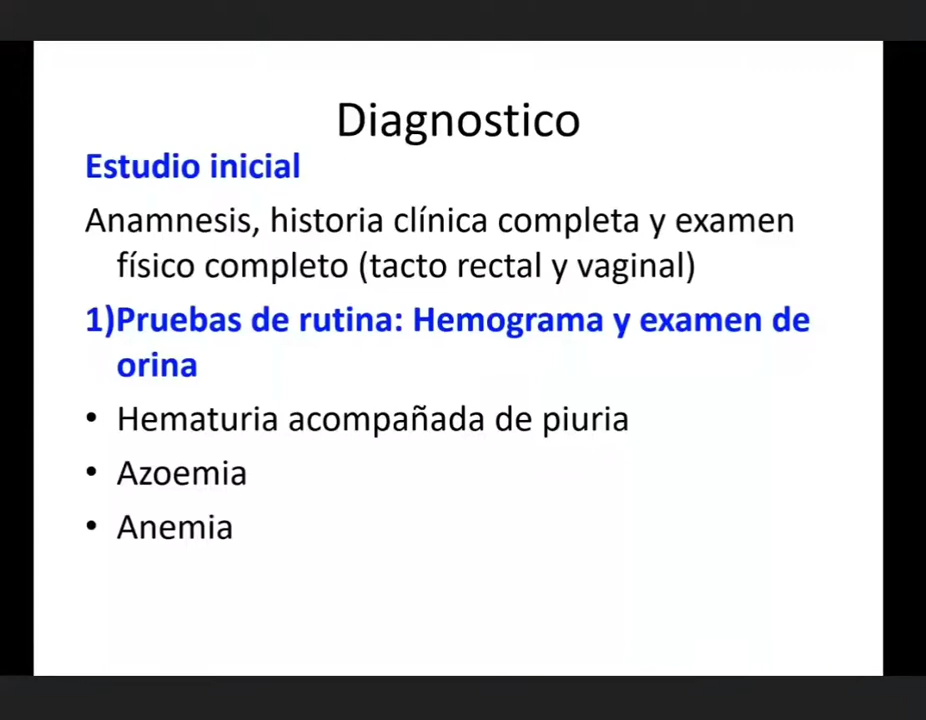 Diagnostico
Estudio inicial
Anamnesis, historia clínica completa y examen
físico completo (tacto rectal y vaginal)
1)Pruebas de rutina: Hemograma y examen de
orina
• Hematuria acompañada de piuria
• Azoemia
• Anemia